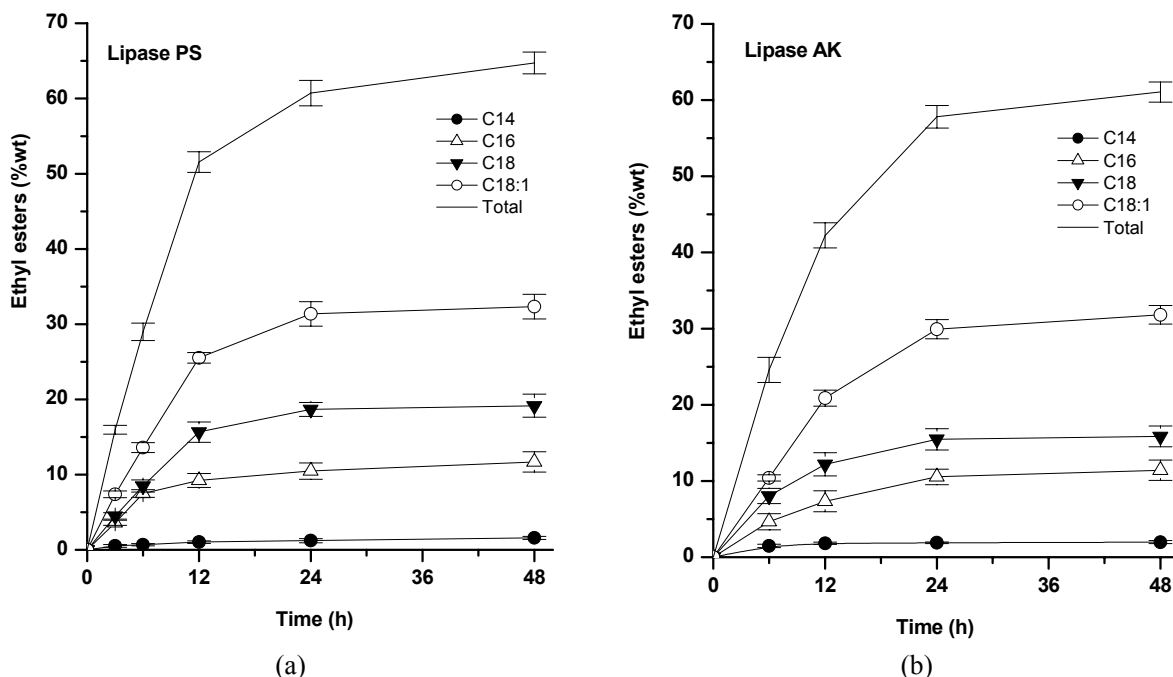 70
60
50
40
30
20
10
0
Ethyl esters (%wt)
Lipase PS
C14
C16
C18
C18:1
Total
0 12 24 36 48
Time (h)
(a)
70
60
50
40
30
20
10
0
Ethyl esters (%wt)
Lipase AK
C14
C16
C18
C18:1
Total
0 12 24 36 48
Time (h)
(b)